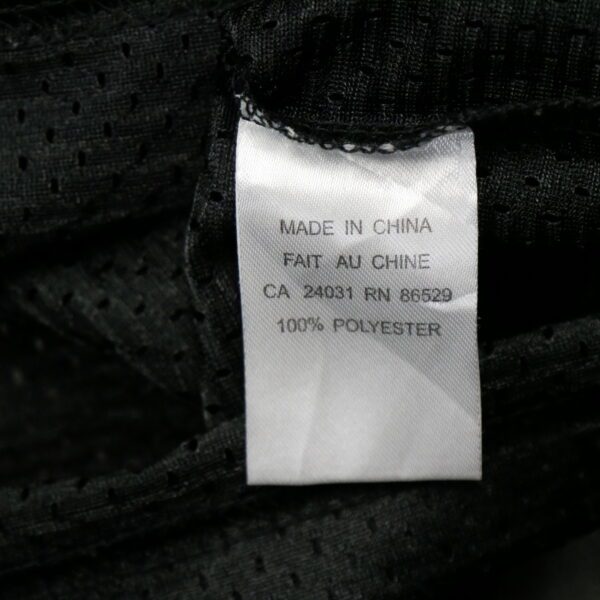 MADE IN CHINA
FAIT AU CHINE
CA 24031 RN 86529
100% POLYESTER